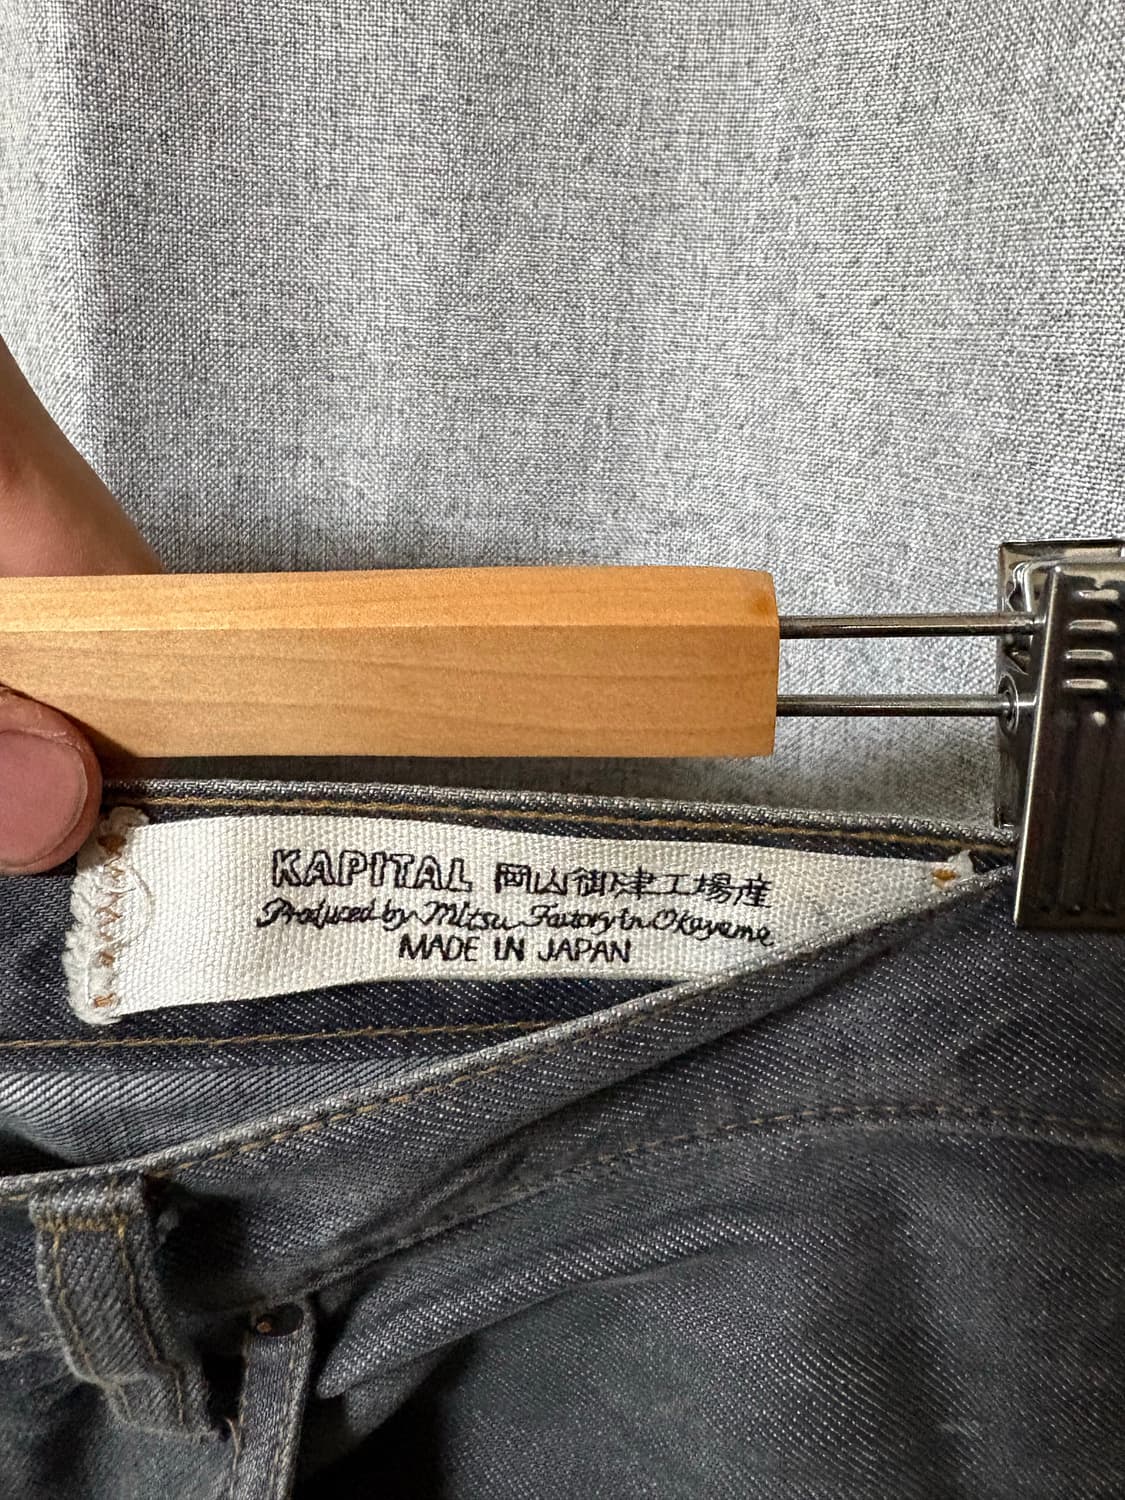 KAPITAL 岡山御津工場産
Produced by Mitsu Factory in Okayama
MADE IN JAPAN